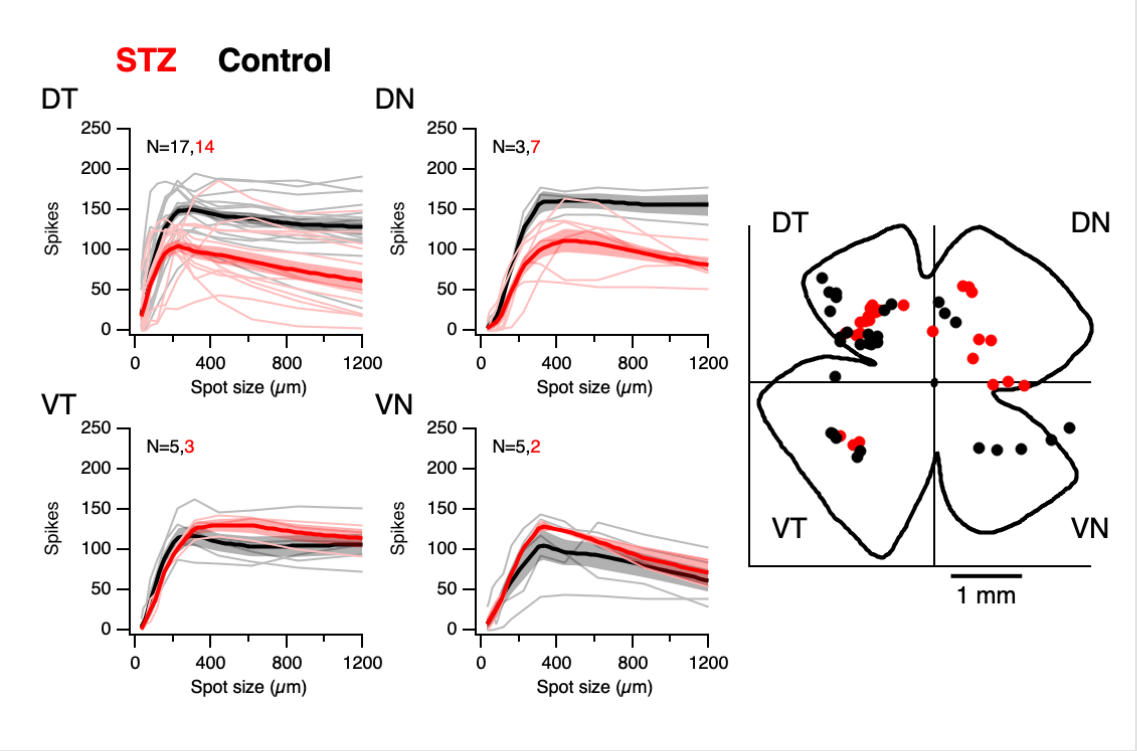 STZ Control
DT
250
200
150
100
50
0
Spikes
N=17,14
0 400 800 1200
Spot size (µm)
DN
250
200
150
100
50
0
Spikes
N=3,7
0 400 800 1200
Spot size (µm)
VT
250
200
150
100
50
0
Spikes
N=5,3
0 400 800 1200
Spot size (µm)
VN
250
200
150
100
50
0
Spikes
N=5,2
0 400 800 1200
Spot size (µm)
DT DN
VT VN
1 mm